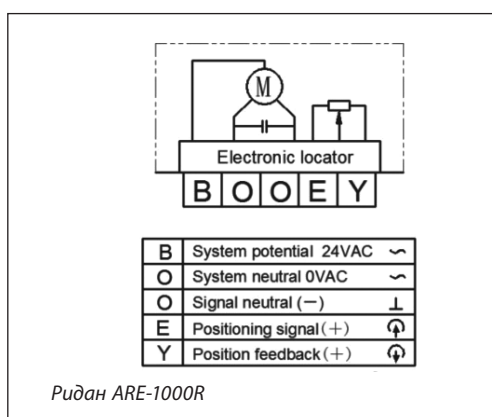 M
Electronic locator
B O O E Y
B System potential 24VAC ∼
O System neutral 0VAC ∼
O Signal neutral (—) ⊥
E Positioning signal (+)
Y Position feedback (+)
Ридан ARE-1000R